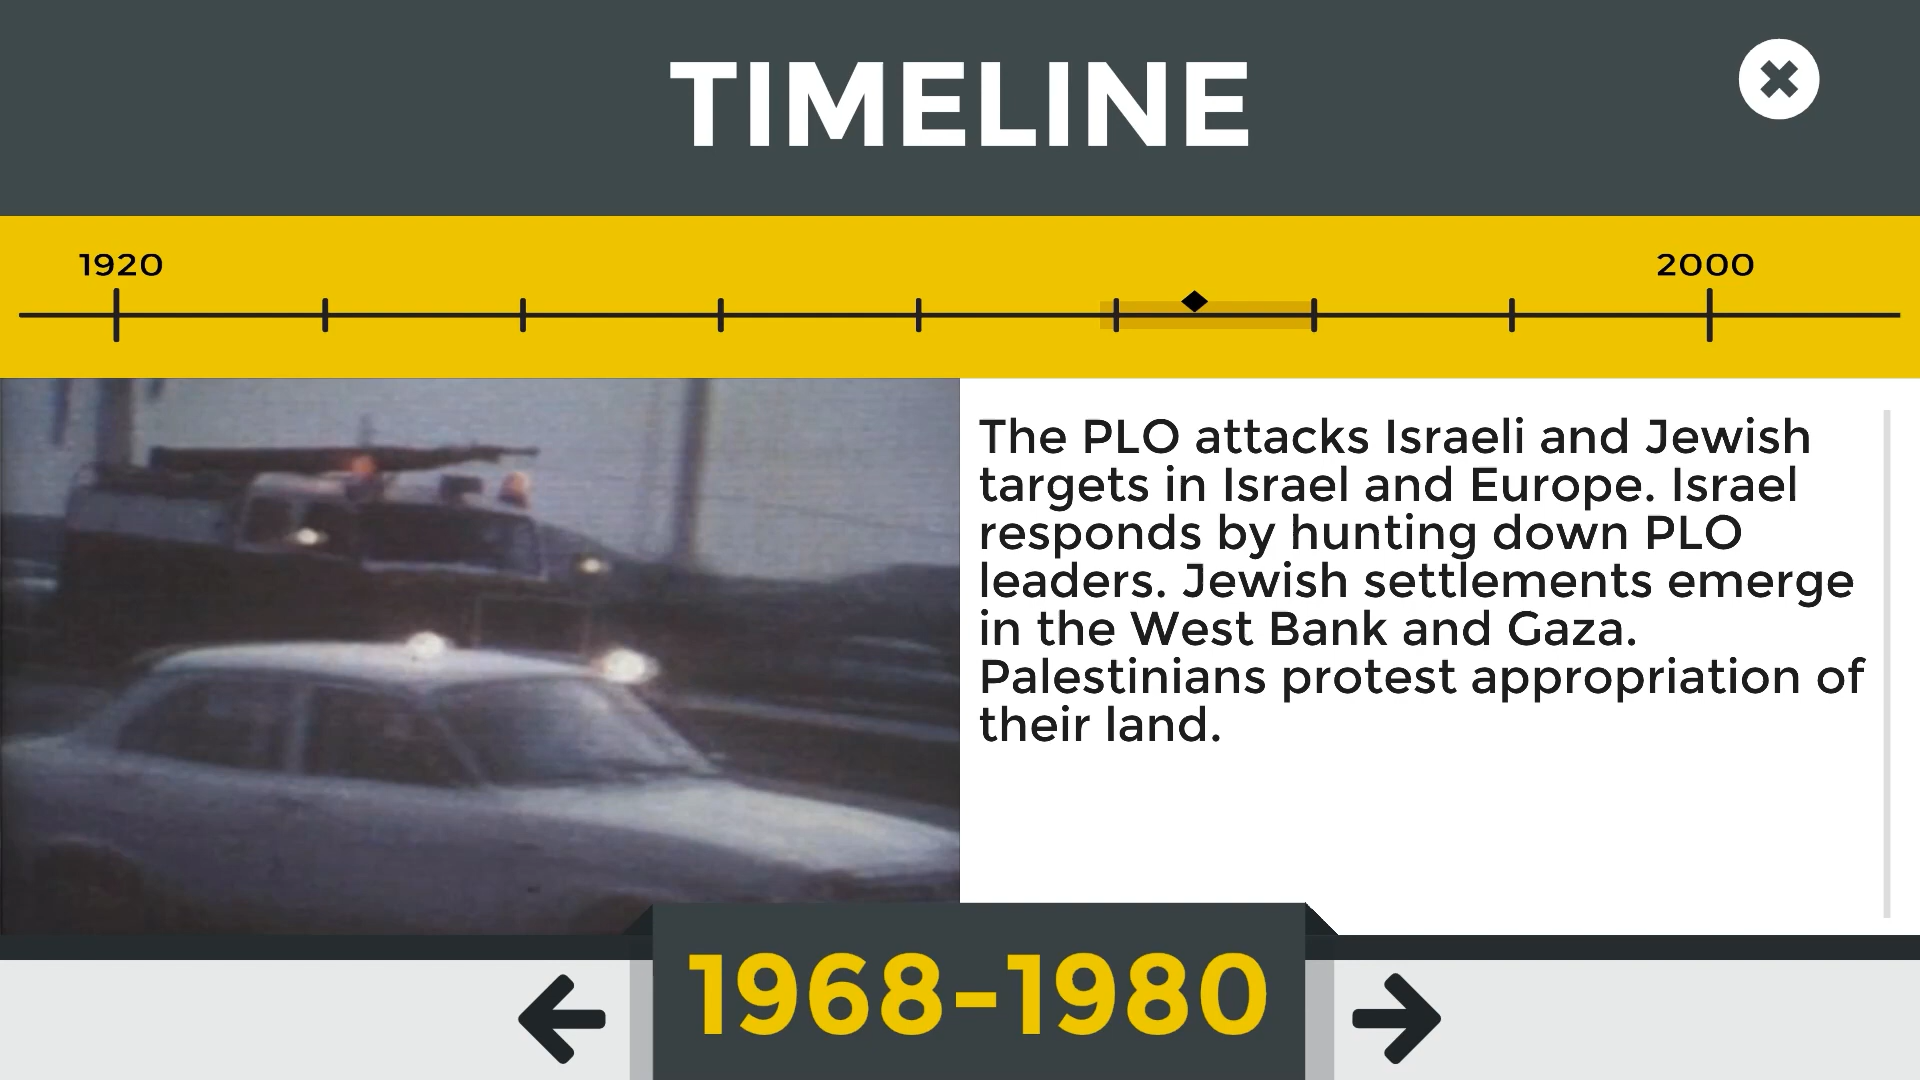 TIMELINE
1920
2000
The PLO attacks Israeli and Jewish
targets in Israel and Europe. Israel
responds by hunting down PLO
leaders. Jewish settlements emerge
in the West Bank and Gaza.
Palestinians protest appropriation of
their land.
1968-1980